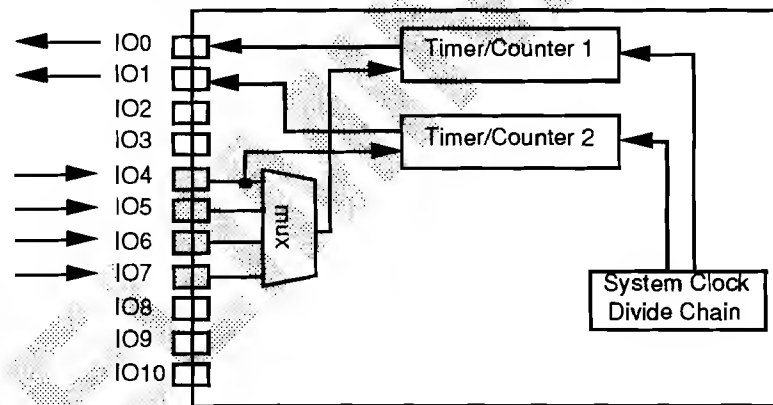 IO0
IO1
IO2
IO3
IO4
IO5
IO6
IO7
IO8
IO9
IO10
Timer/Counter 1
Timer/Counter 2
mux
System Clock
Divide Chain